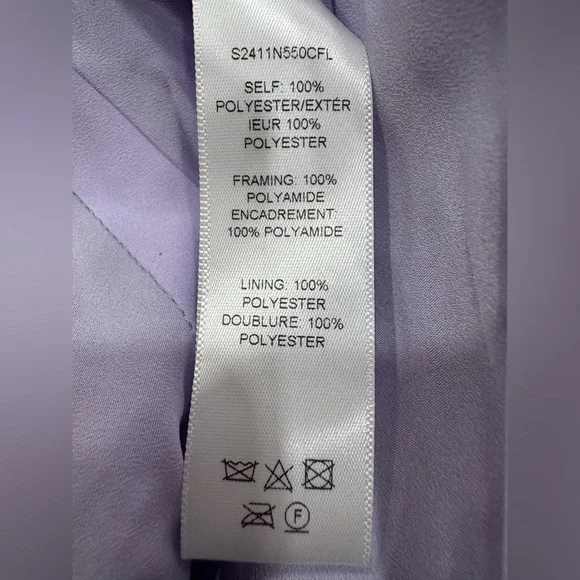 S2411N550CFL
SELF: 100%
POLYESTER/EXTÉR
IEUR 100%
POLYESTER
FRAMING: 100%
POLYAMIDE
ENCADREMENT:
100% POLYAMIDE
LINING: 100%
POLYESTER
DOUBLURE: 100%
POLYESTER
F